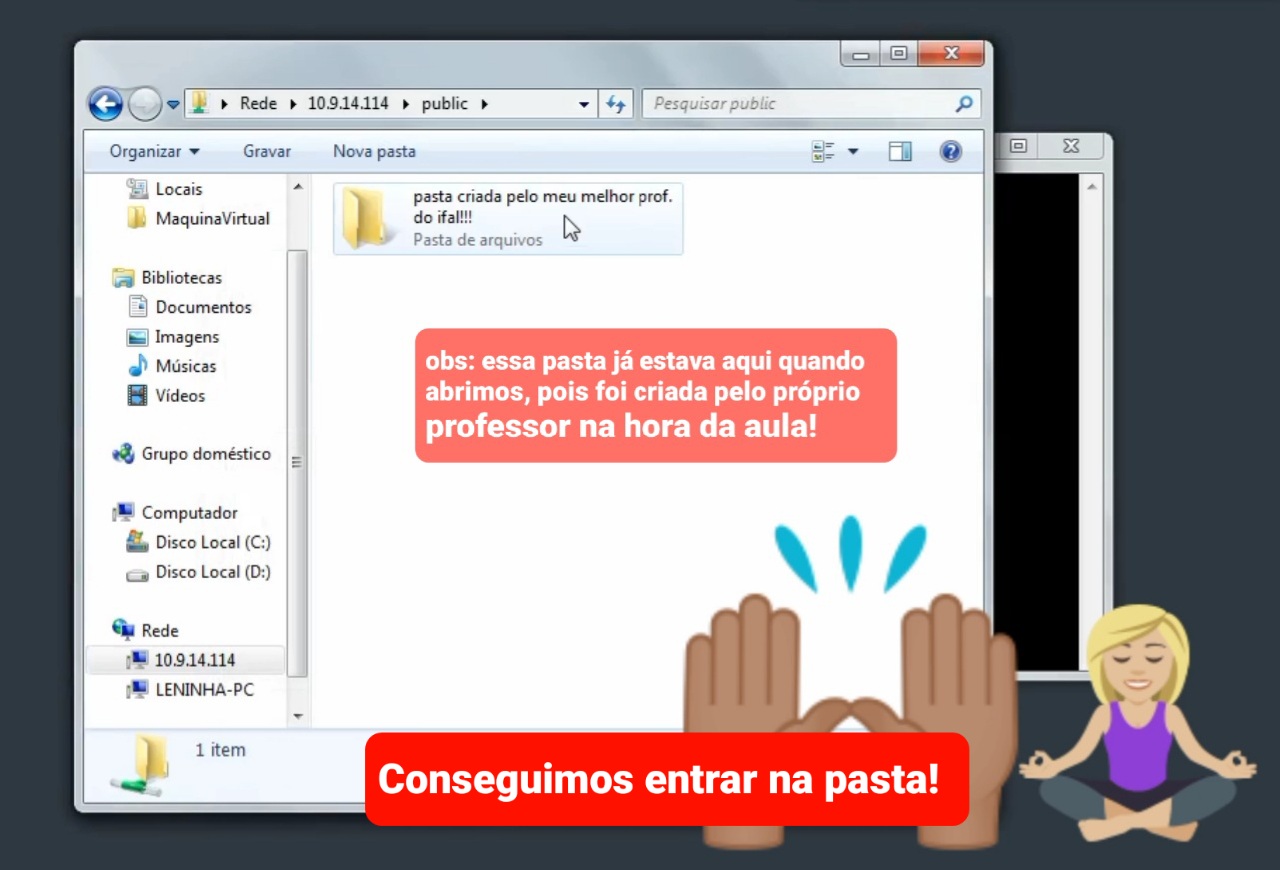 Rede 10.9.14.114 public
Pesquisar public
Organizar Gravar Nova pasta
Locais
MaquinaVirtual
Bibliotecas
Documentos
Imagens
Músicas
Vídeos
Grupo doméstico
Computador
Disco Local (C:)
Disco Local (D:)
Rede
10.9.14.114
LENINHA-PC
pasta criada pelo meu melhor prof.
do ifal!!!
Pasta de arquivos
obs: essa pasta já estava aqui quando
abrimos, pois foi criada pelo próprio
professor na hora da aula!
1 item
Conseguimos entrar na pasta!